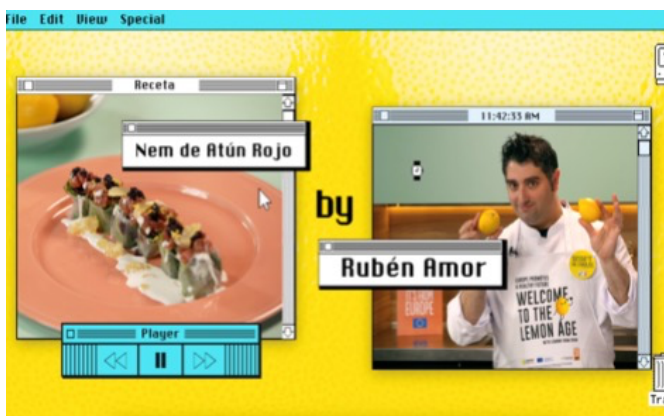 File Edit View Special
Receta
Nem de Atún Rojo
by
11:42:33 AM
Rubén Amor
WELCOME
TO THE
LEMON AGE
EUROPE
Player